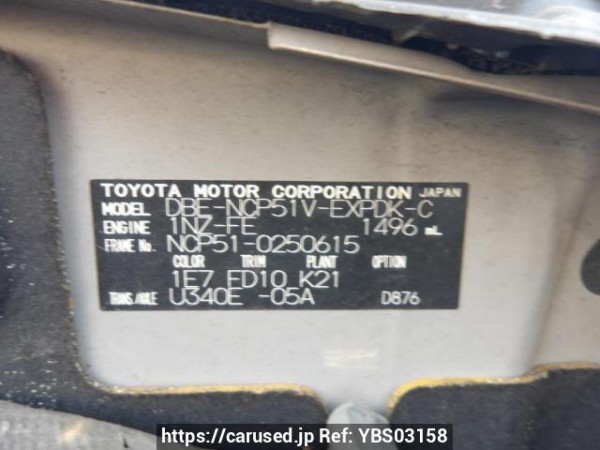 TOYOTA MOTOR CORPORATION JAPAN
MODEL DBE-NCP51V-EXPDK-C
ENGINE 1NZ-FE 1496 mL
FRAME No. NCP51-0250615
COLOR TRIM PLANT OPTION
1E7 FD10 K21
TRANS./AXLE U340E -05A D876
https://carused.jp Ref: YBS03158